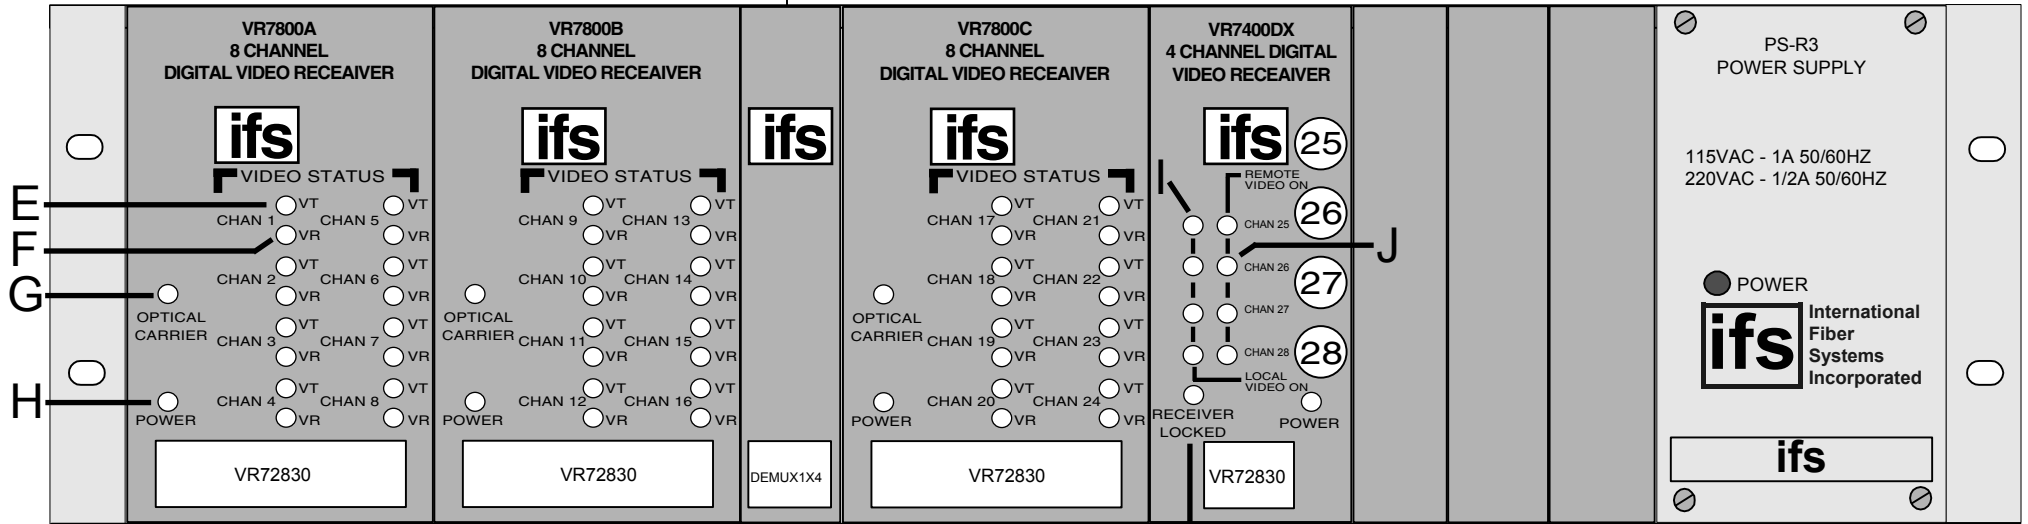 VR7800A
8 CHANNEL
DIGITAL VIDEO RECEAIVER
ifs
VIDEO STATUS
VT
CHAN 1
VR
VT
CHAN 5
VR
VT
CHAN 2
VR
VT
CHAN 6
VR
VT
CHAN 3
VR
VT
CHAN 7
VR
VT
CHAN 4
VR
VT
CHAN 8
VR
OPTICAL
CARRIER
POWER
VR72830
E
F
G
H
VR7800B
8 CHANNEL
DIGITAL VIDEO RECEAIVER
ifs
VIDEO STATUS
VT
CHAN 9
VR
VT
CHAN 13
VR
VT
CHAN 10
VR
VT
CHAN 14
VR
VT
CHAN 11
VR
VT
CHAN 15
VR
VT
CHAN 12
VR
VT
CHAN 16
VR
OPTICAL
CARRIER
POWER
VR72830
ifs
DEMUX1X4
VR7800C
8 CHANNEL
DIGITAL VIDEO RECEAIVER
ifs
VIDEO STATUS
VT
CHAN 17
VR
VT
CHAN 21
VR
VT
CHAN 18
VR
VT
CHAN 22
VR
VT
CHAN 19
VR
VT
CHAN 23
VR
VT
CHAN 20
VR
VT
CHAN 24
VR
OPTICAL
CARRIER
POWER
VR72830
VR7400DX
4 CHANNEL DIGITAL
VIDEO RECEAIVER
ifs
25
I
REMOTE
VIDEO ON
26
CHAN 25
J
CHAN 26
27
CHAN 27
28
CHAN 28
LOCAL
VIDEO ON
RECEIVER
LOCKED
POWER
VR72830
PS-R3
POWER SUPPLY
115VAC - 1A 50/60HZ
220VAC - 1/2A 50/60HZ
POWER
ifs
International
Fiber
Systems
Incorporated
ifs